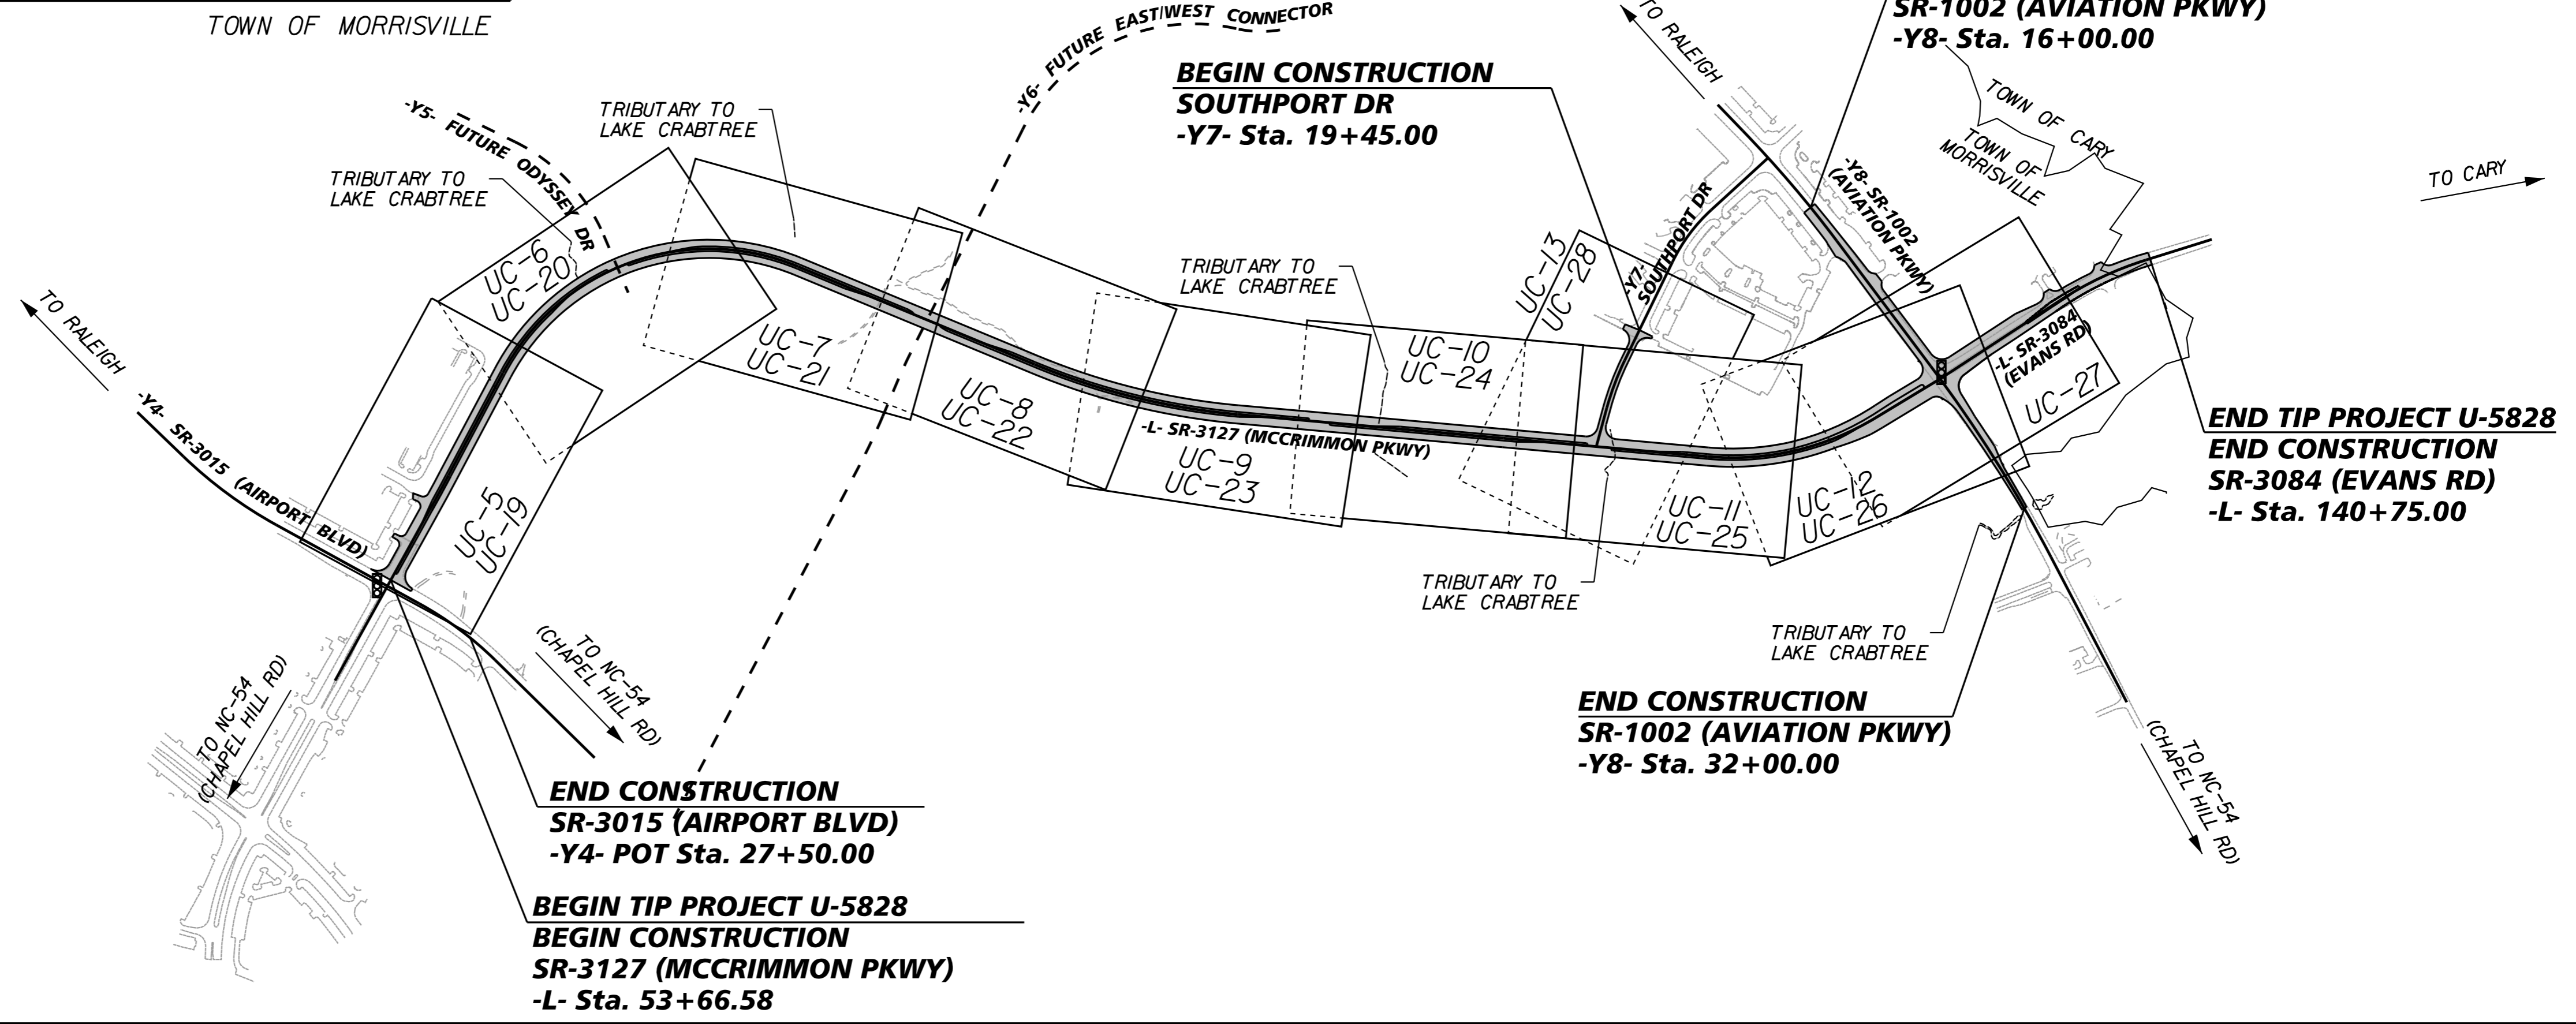 TOWN OF MORRISVILLE
-Y5- FUTURE ODYSSEY DR
TRIBUTARY TO
LAKE CRABTREE
TRIBUTARY TO
LAKE CRABTREE
-Y6- FUTURE EAST/WEST CONNECTOR
BEGIN CONSTRUCTION
SOUTHPORT DR
-Y7- Sta. 19+45.00
TO RALEIGH
SR-1002 (AVIATION PKWY)
-Y8- Sta. 16+00.00
TOWN OF CARY
TOWN OF
MORRISVILLE
TO CARY
-Y8- SR-1002
(AVIATION PKWY)
-Y7-
SOUTHPORT DR
TO RALEIGH
-Y4- SR-3015 (AIRPORT BLVD)
UC-6
UC-20
UC-7
UC-21
UC-5
UC-19
UC-8
UC-22
TRIBUTARY TO
LAKE CRABTREE
-L- SR-3127 (MCCRIMMON PKWY)
UC-9
UC-23
UC-10
UC-24
UC-13
UC-28
UC-11
UC-25
UC-12
UC-26
-L- SR-3084
(EVANS RD)
UC-27
END TIP PROJECT U-5828
END CONSTRUCTION
SR-3084 (EVANS RD)
-L- Sta. 140+75.00
TRIBUTARY TO
LAKE CRABTREE
TRIBUTARY TO
LAKE CRABTREE
END CONSTRUCTION
SR-1002 (AVIATION PKWY)
-Y8- Sta. 32+00.00
TO NC-54
(CHAPEL HILL RD)
TO NC-54
(CHAPEL HILL RD)
TO NC-54
(CHAPEL HILL RD)
END CONSTRUCTION
SR-3015 (AIRPORT BLVD)
-Y4- POT Sta. 27+50.00
BEGIN TIP PROJECT U-5828
BEGIN CONSTRUCTION
SR-3127 (MCCRIMMON PKWY)
-L- Sta. 53+66.58